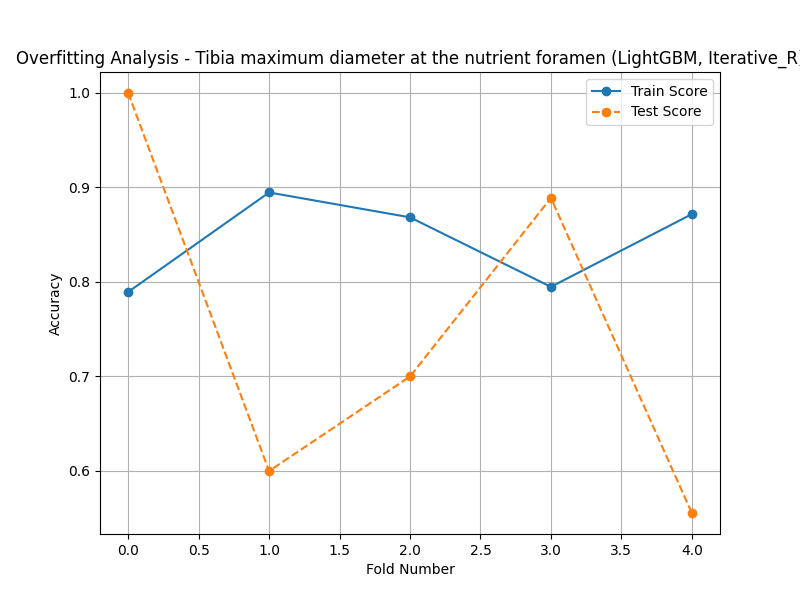 Overfitting Analysis - Tibia maximum diameter at the nutrient foramen (LightGBM, Iterative_R)
Train Score
Test Score
1.0
0.9
0.8
0.7
0.6
Accuracy
0.0 0.5 1.0 1.5 2.0 2.5 3.0 3.5 4.0
Fold Number